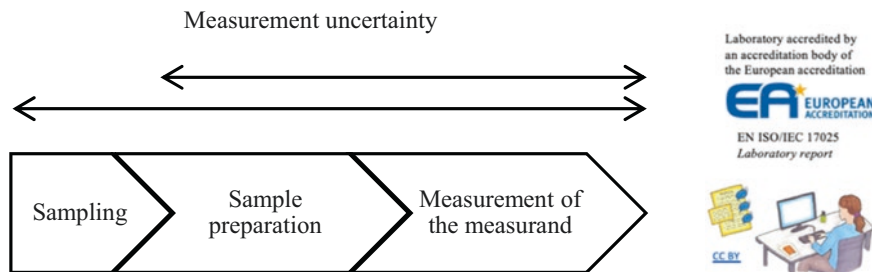 Measurement uncertainty
Laboratory accredited by
an accreditation body of
the European accreditation
EA EUROPEAN
ACCREDITATION
EN ISO/IEC 17025
Laboratory report
Sampling
Sample
preparation
Measurement of
the measurand
CC BY